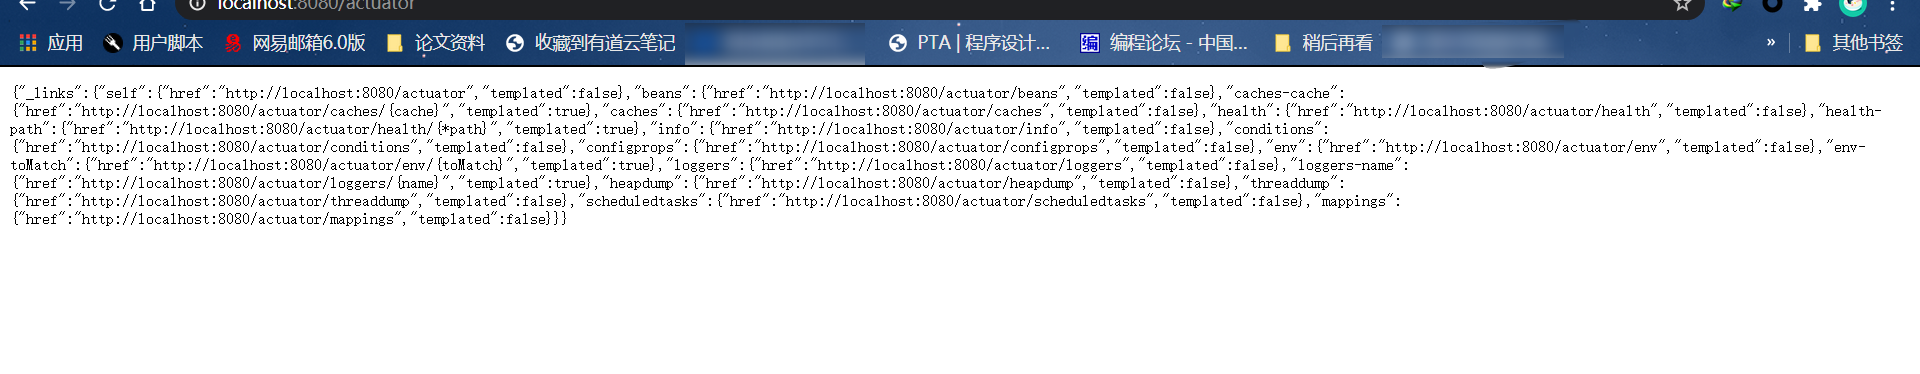 localhost:8080/actuator
应用 用户脚本 网易邮箱6.0版 论文资料 收藏到有道云笔记 PTA | 程序设计... 编 编程论坛 - 中国... 稍后再看 » 其他书签
{"_links":{"self":{"href":"http://localhost:8080/actuator","templated":false},"beans":{"href":"http://localhost:8080/actuator/beans","templated":false},"caches-cache":
{"href":"http://localhost:8080/actuator/caches/{cache}","templated":true},"caches":{"href":"http://localhost:8080/actuator/caches","templated":false},"health":{"href":"http://localhost:8080/actuator/health","templated":false},"health-
path":{"href":"http://localhost:8080/actuator/health/{*path}","templated":true},"info":{"href":"http://localhost:8080/actuator/info","templated":false},"conditions":
{"href":"http://localhost:8080/actuator/conditions","templated":false},"configprops":{"href":"http://localhost:8080/actuator/configprops","templated":false},"env":{"href":"http://localhost:8080/actuator/env","templated":false},"env-
toMatch":{"href":"http://localhost:8080/actuator/env/{toMatch}","templated":true},"loggers":{"href":"http://localhost:8080/actuator/loggers","templated":false},"loggers-name":
{"href":"http://localhost:8080/actuator/loggers/{name}","templated":true},"heapdump":{"href":"http://localhost:8080/actuator/heapdump","templated":false},"threaddump":
{"href":"http://localhost:8080/actuator/threaddump","templated":false},"scheduledtasks":{"href":"http://localhost:8080/actuator/scheduledtasks","templated":false},"mappings":
{"href":"http://localhost:8080/actuator/mappings","templated":false}}}